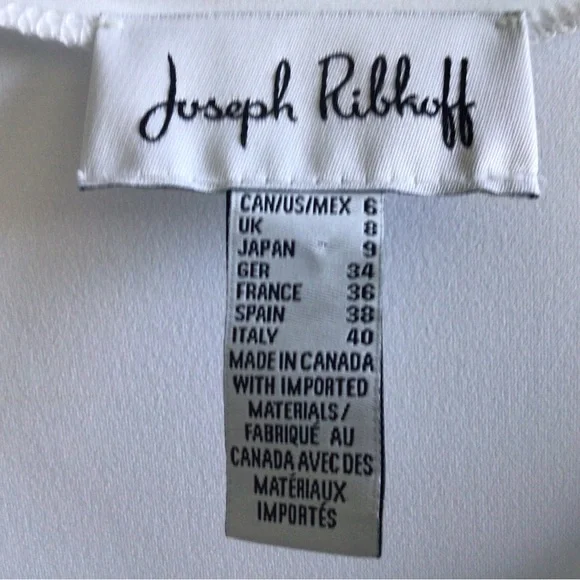 Joseph Ribkoff
CAN/US/MEX 6
UK 8
JAPAN 9
GER 34
FRANCE 36
SPAIN 38
ITALY 40
MADE IN CANADA
WITH IMPORTED
MATERIALS/
FABRIQUÉ AU
CANADA AVEC DES
MATÉRIAUX
IMPORTÉS